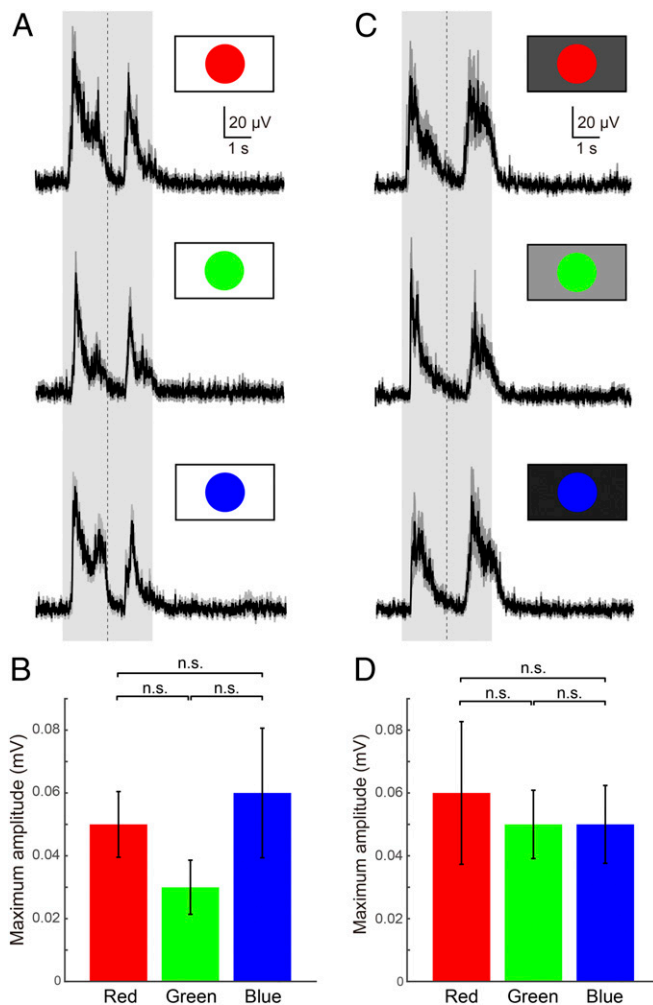 A
C
20 µV
1 s
20 µV
1 s
B
D
n.s.
n.s.
n.s.
n.s.
n.s.
n.s.
Maximum amplitude (mV)
0.08
0.06
0.04
0.02
0
Red
Green
Blue
Maximum amplitude (mV)
0.08
0.06
0.04
0.02
0
Red
Green
Blue